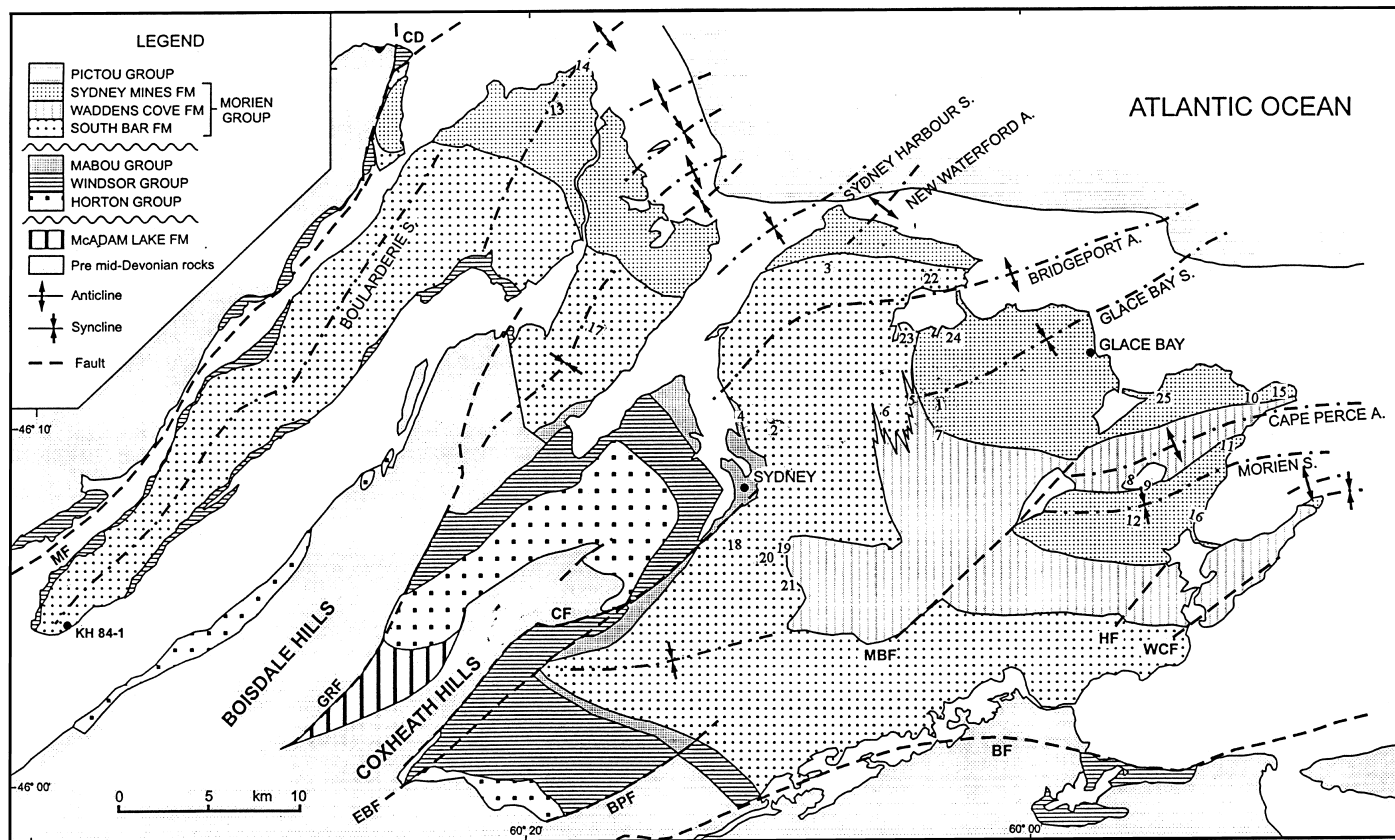 LEGEND
PICTOU GROUP
SYDNEY MINES FM
WADDENS COVE FM
SOUTH BAR FM
MORIEN
GROUP
MABOU GROUP
WINDSOR GROUP
HORTON GROUP
McADAM LAKE FM
Pre mid-Devonian rocks
Anticline
Syncline
Fault
CD
14
13
ATLANTIC OCEAN
SYDNEY HARBOUR S.
NEW WATERFORD A.
BOULARDERIE S.
3
22
BRIDGEPORT A.
GLACE BAY S.
17
23
24
GLACE BAY
46° 10'
4
2
6
5
1
7
25
10
15
CAPE PERCE A.
11
MORIEN S.
8
9
12
16
SYDNEY
18
20
19
21
MF
KH 84-1
BOISDALE HILLS
GRF
COXHEATH HILLS
CF
MBF
HF
WCF
BF
EBF
BPF
46° 00'
0 5 km 10
60° 20'
60° 00'